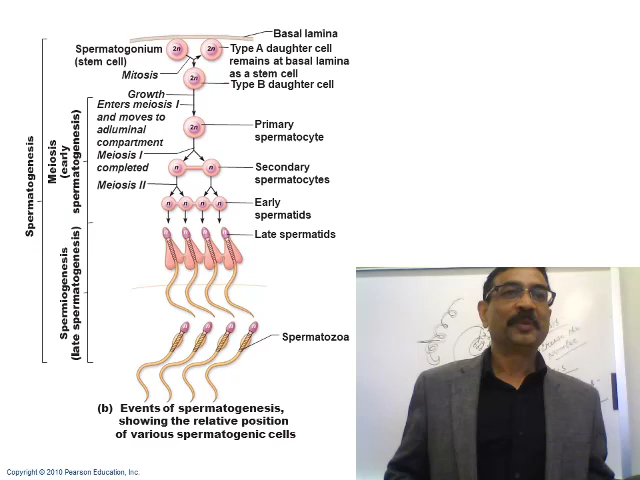 Basal lamina
Spermatogonium
(stem cell)
2n
2n
Type A daughter cell
remains at basal lamina
as a stem cell
Mitosis
2n
Type B daughter cell
Growth
Enters meiosis I
and moves to
adluminal
compartment
2n
Primary
spermatocyte
Meiosis I
completed
n
n
Secondary
spermatocytes
Meiosis II
n
n
n
n
Early
spermatids
n
n
n
n
Late spermatids
n
n
n
n
Spermatozoa
Spermatogenesis
Meiosis
(early
spermatogenesis)
Spermiogenesis
(late spermatogenesis)
(b) Events of spermatogenesis,
showing the relative position
of various spermatogenic cells
Copyright © 2010 Pearson Education, Inc.